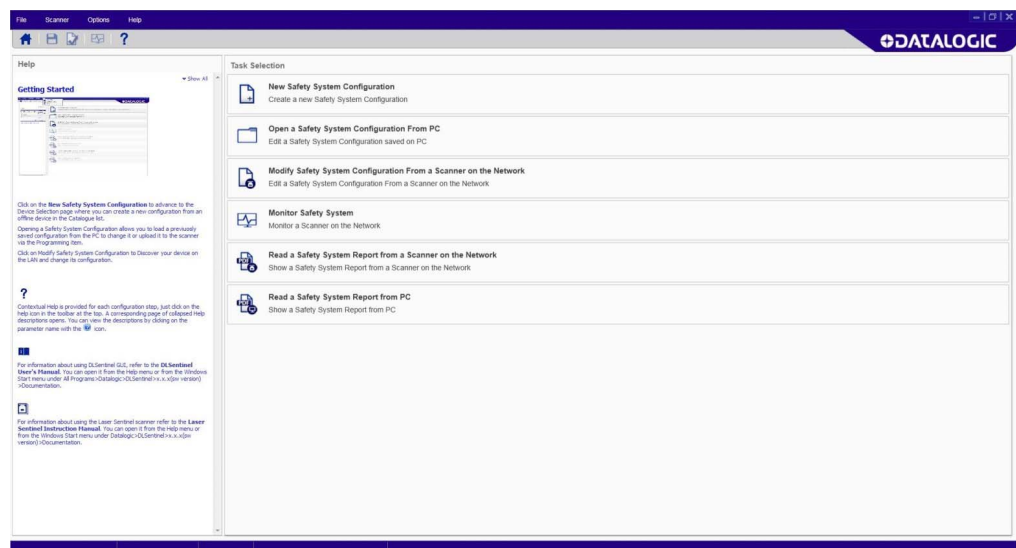 File Scanner Options Help
?
DATALOGIC
Help
Show All
Getting Started
Click on the New Safety System Configuration to advance to the
Device Selection page where you can create a new configuration from an
offline device in the Catalogue list.
Opening a Safety System Configuration allows you to load a previously
saved configuration from the PC to change it or upload it to the scanner
via the Programming item.
Click on Modify Safety System Configuration to Discover your device on
the LAN and change its configuration.
?
Contextual Help is provided for each configuration step, just click on the
help icon in the toolbar at the top. A corresponding page of collapsed Help
descriptions opens. You can view the descriptions by clicking on the
parameter name with the icon.
For information about using DLSentinel GUI, refer to the DLSentinel
User's Manual. You can open it from the Help menu or from the Windows
Start menu under All Programs>Datalogic>DLSentinel>x.x.x(sw version)
>Documentation.
For information about using the Laser Sentinel scanner refer to the Laser
Sentinel Instruction Manual. You can open it from the Help menu or
from the Windows Start menu under Datalogic>DLSentinel>x.x.x(sw
version)>Documentation.
Task Selection
New Safety System Configuration
Create a new Safety System Configuration
Open a Safety System Configuration From PC
Edit a Safety System Configuration saved on PC
Modify Safety System Configuration From a Scanner on the Network
Edit a Safety System Configuration From a Scanner on the Network
Monitor Safety System
Monitor a Scanner on the Network
PDF
Read a Safety System Report from a Scanner on the Network
Show a Safety System Report from a Scanner on the Network
PDF
Read a Safety System Report from PC
Show a Safety System Report from PC